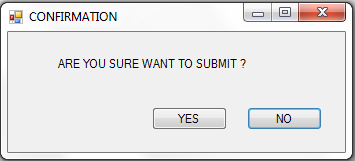 CONFIRMATION
ARE YOU SURE WANT TO SUBMIT ?
YES
NO